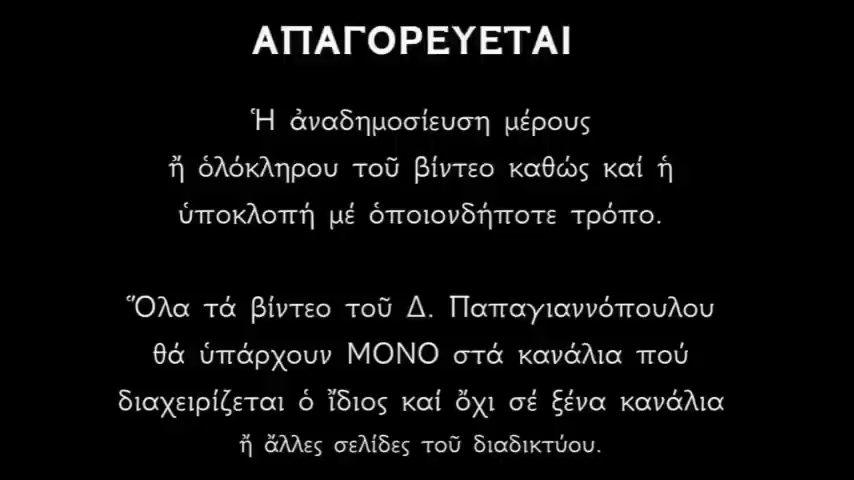 ΑΠΑΓΟΡΕΥΕΤΑΙ
Ἡ ἀναδημοσίευση μέρους
ἤ ὁλόκληρου τοῦ βίντεο καθώς καί ἡ
ὑποκλοπή μέ ὁποιονδήποτε τρόπο.
Ὅλα τά βίντεο τοῦ Δ. Παπαγιαννόπουλου
θά ὑπάρχουν ΜΟΝΟ στά κανάλια πού
διαχειρίζεται ὁ ἴδιος καί ὄχι σέ ξένα κανάλια
ἤ ἄλλες σελίδες τοῦ διαδικτύου.